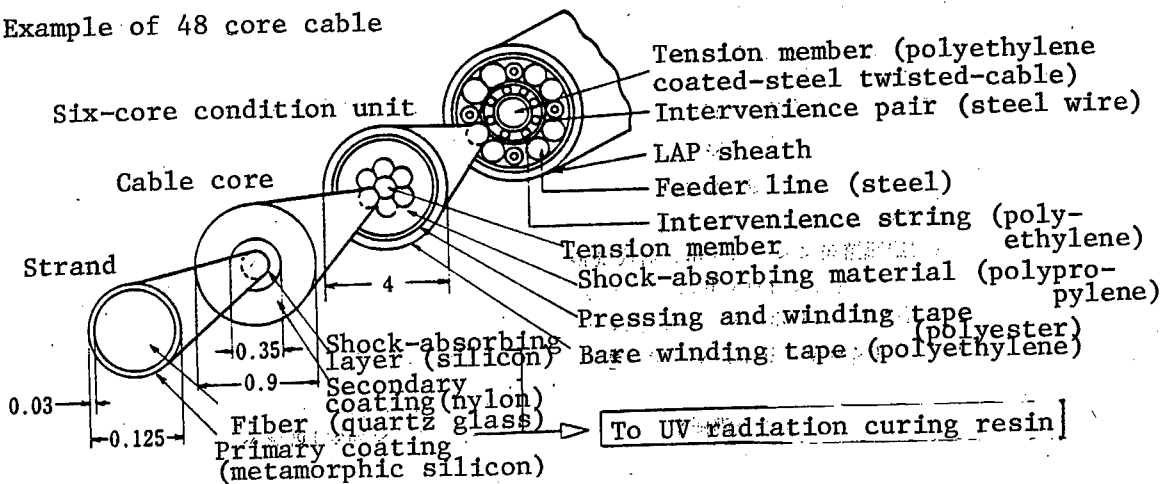 Example of 48 core cable
Six-core condition unit
Cable core
Strand
Tension member (polyethylene
coated-steel twisted-cable)
Intervenience pair (steel wire)
LAP sheath
Feeder line (steel)
Intervenience string (poly-
ethylene)
Tension member
Shock-absorbing material (polypro-
pylene)
Pressing and winding tape
(polyester)
Bare winding tape (polyethylene)
4
Shock-absorbing
layer (silicon)
0.35
0.9
Secondary
coating (nylon)
0.03
0.125
Fiber (quartz glass)
Primary coating
(metamorphic silicon)
To UV radiation curing resin